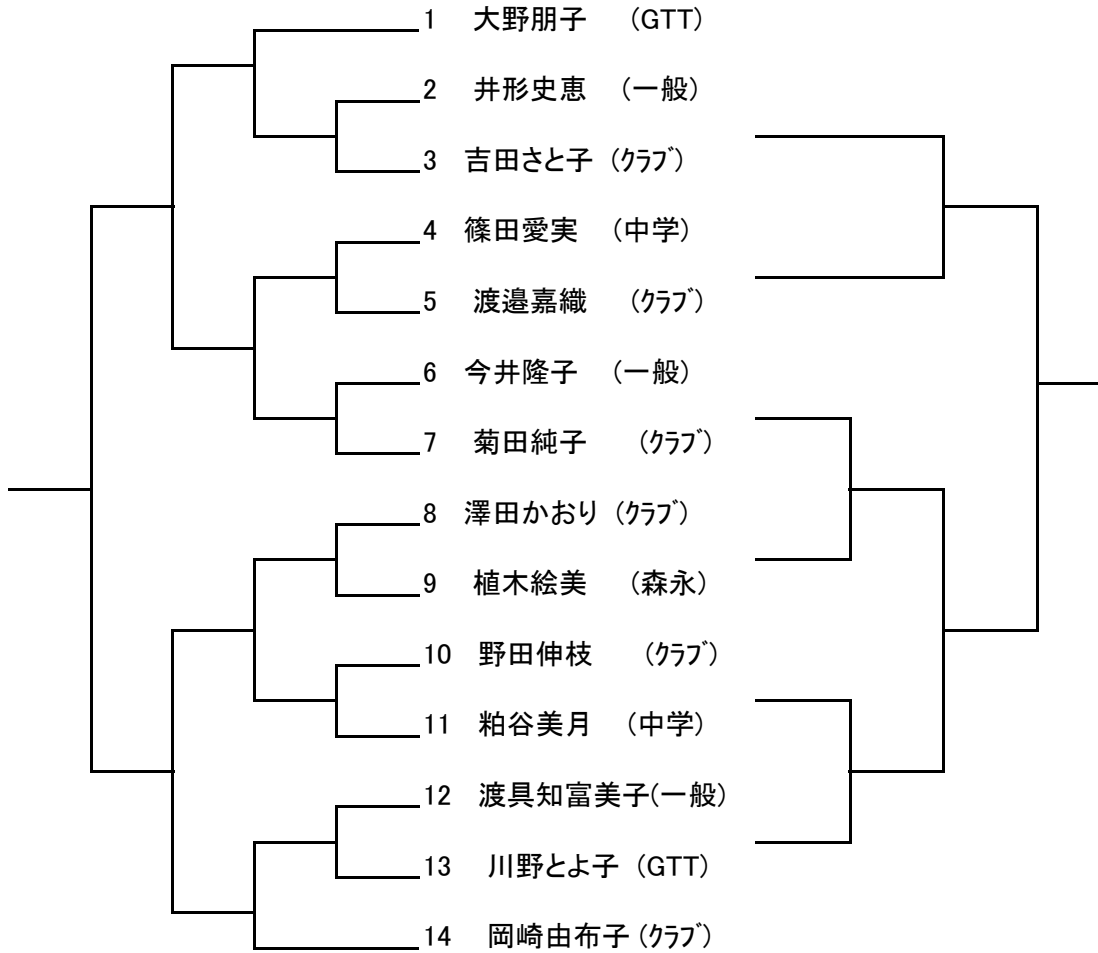 1 大野朋子 (GTT)
2 井形史恵 (一般)
3 吉田さと子 (ｸﾗﾌﾞ)
4 篠田愛実 (中学)
5 渡邉嘉織 (ｸﾗﾌﾞ)
6 今井隆子 (一般)
7 菊田純子 (ｸﾗﾌﾞ)
8 澤田かおり (ｸﾗﾌﾞ)
9 植木絵美 (森永)
10 野田伸枝 (ｸﾗﾌﾞ)
11 粕谷美月 (中学)
12 渡具知富美子(一般)
13 川野とよ子 (GTT)
14 岡崎由布子 (ｸﾗﾌﾞ)